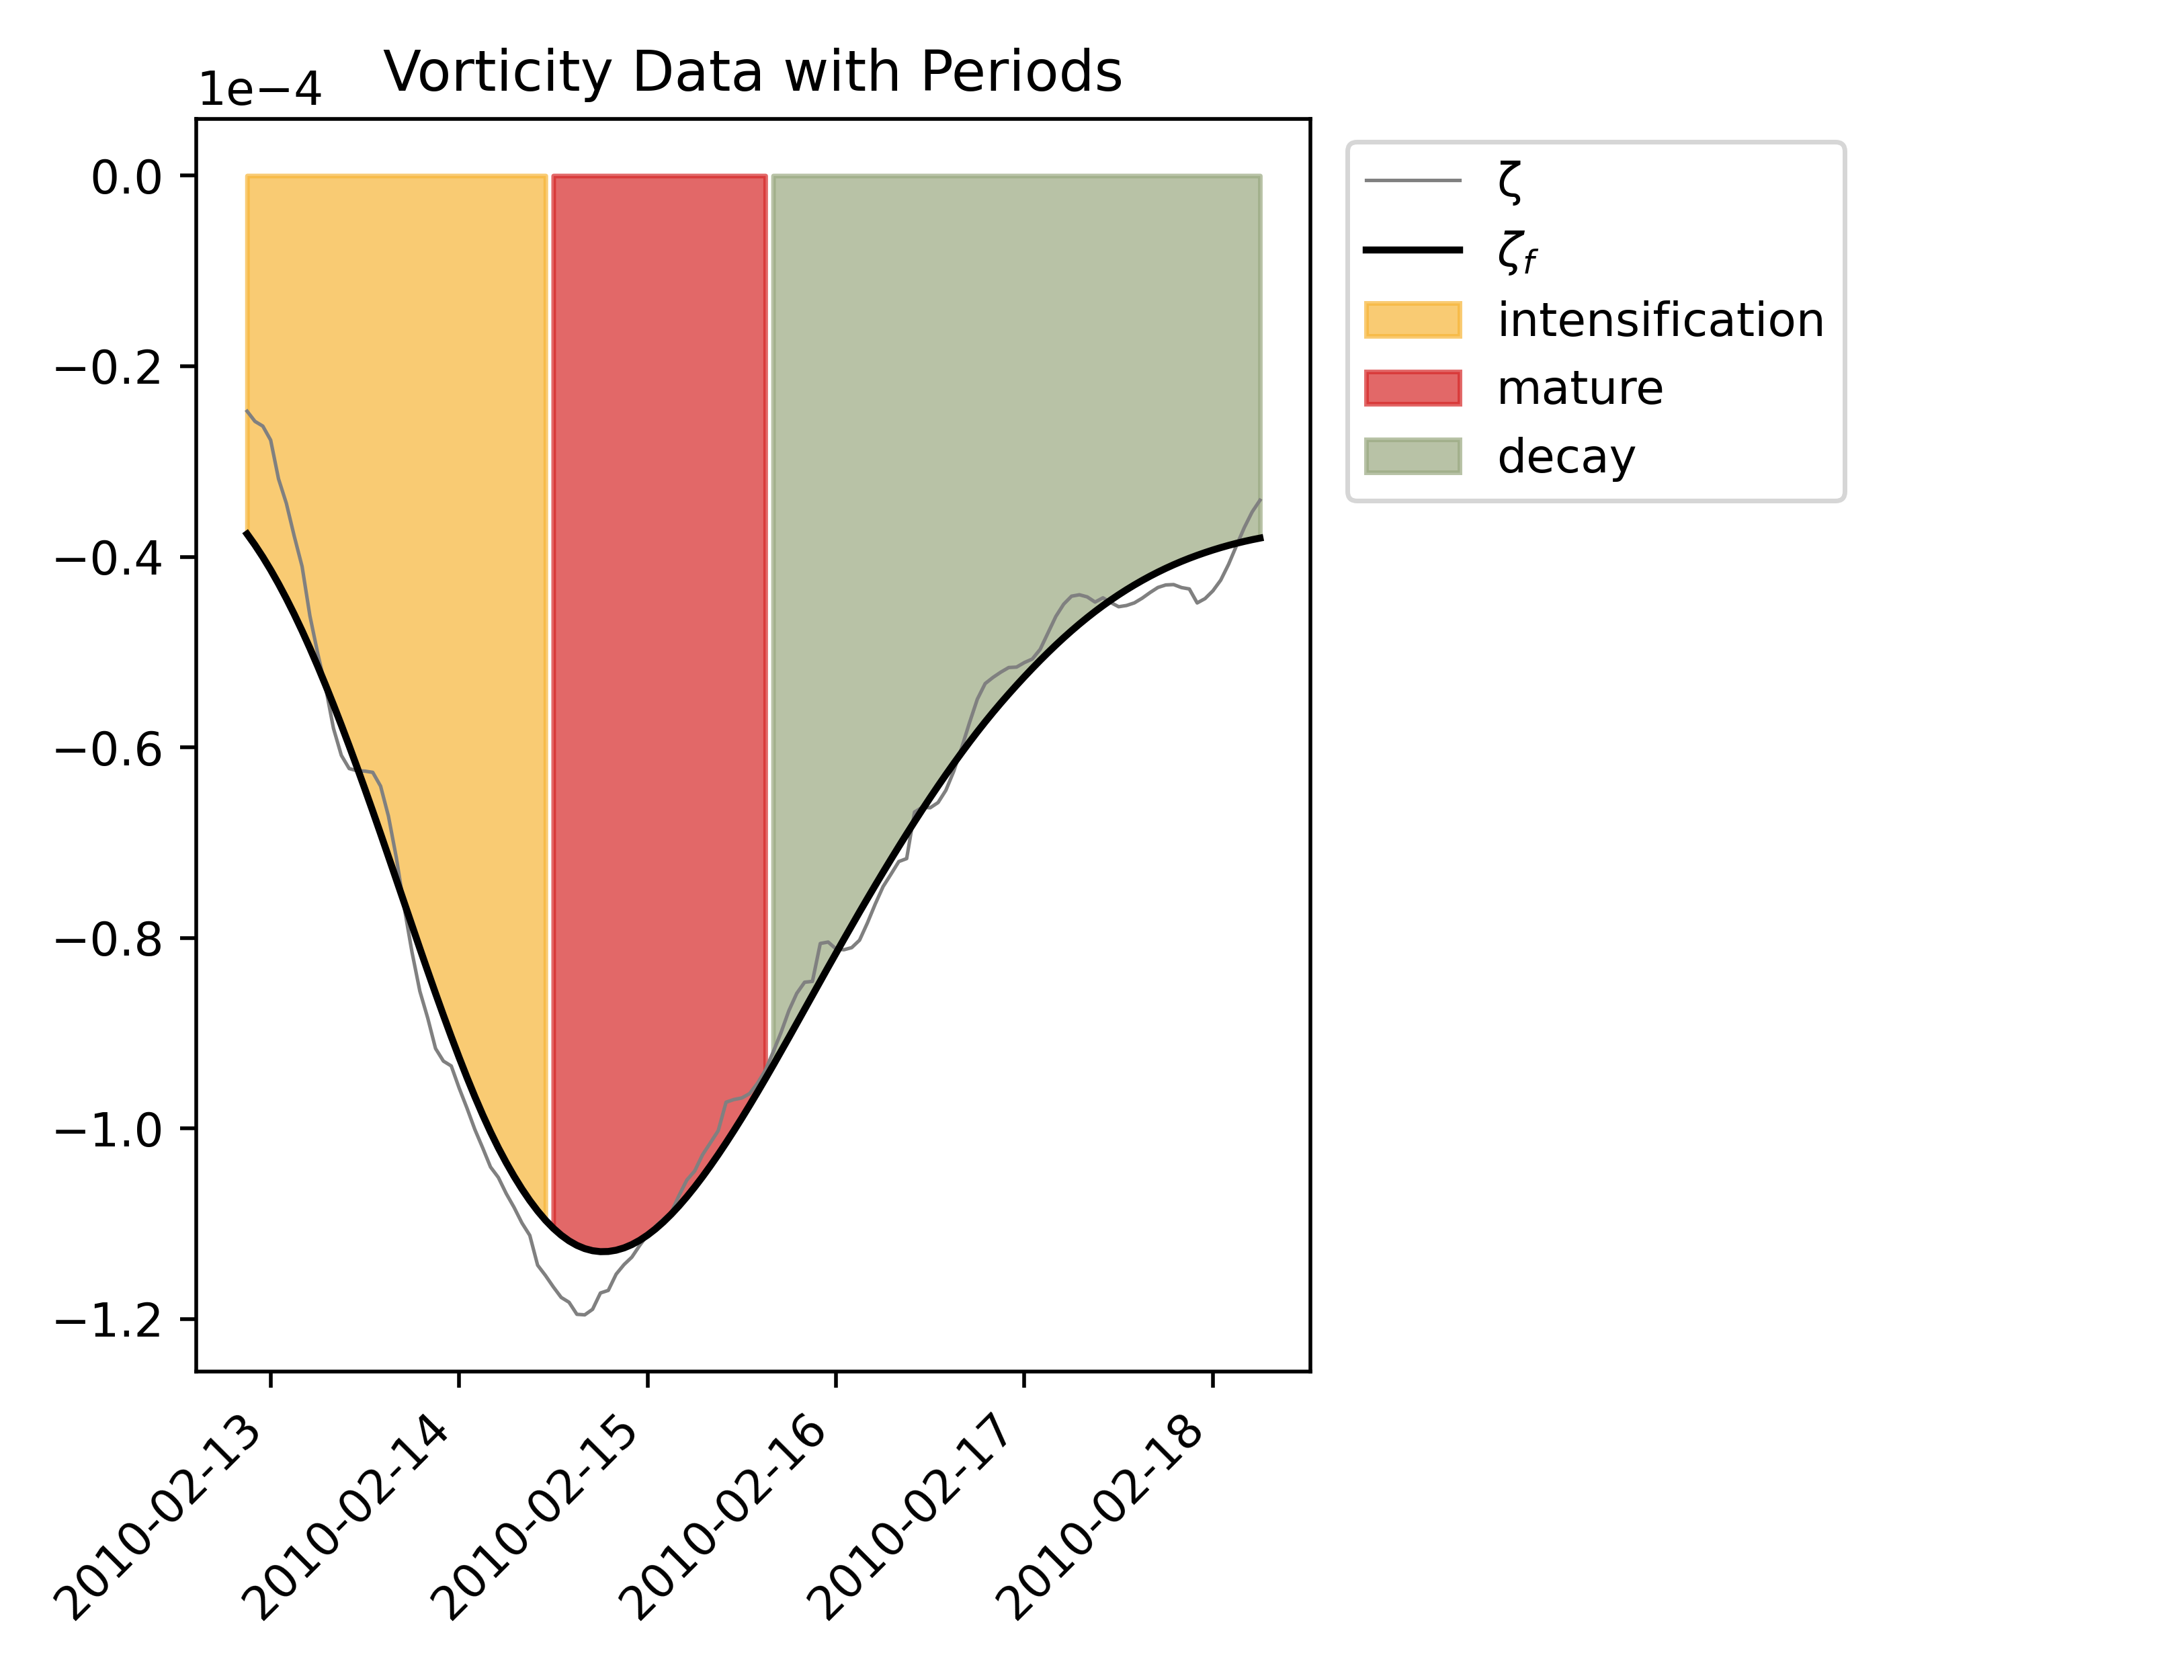 Vorticity Data with Periods
1e−4
0.0
−0.2
−0.4
−0.6
−0.8
−1.0
−1.2
2010-02-13
2010-02-14
2010-02-15
2010-02-16
2010-02-17
2010-02-18
ζ
ζf
intensification
mature
decay